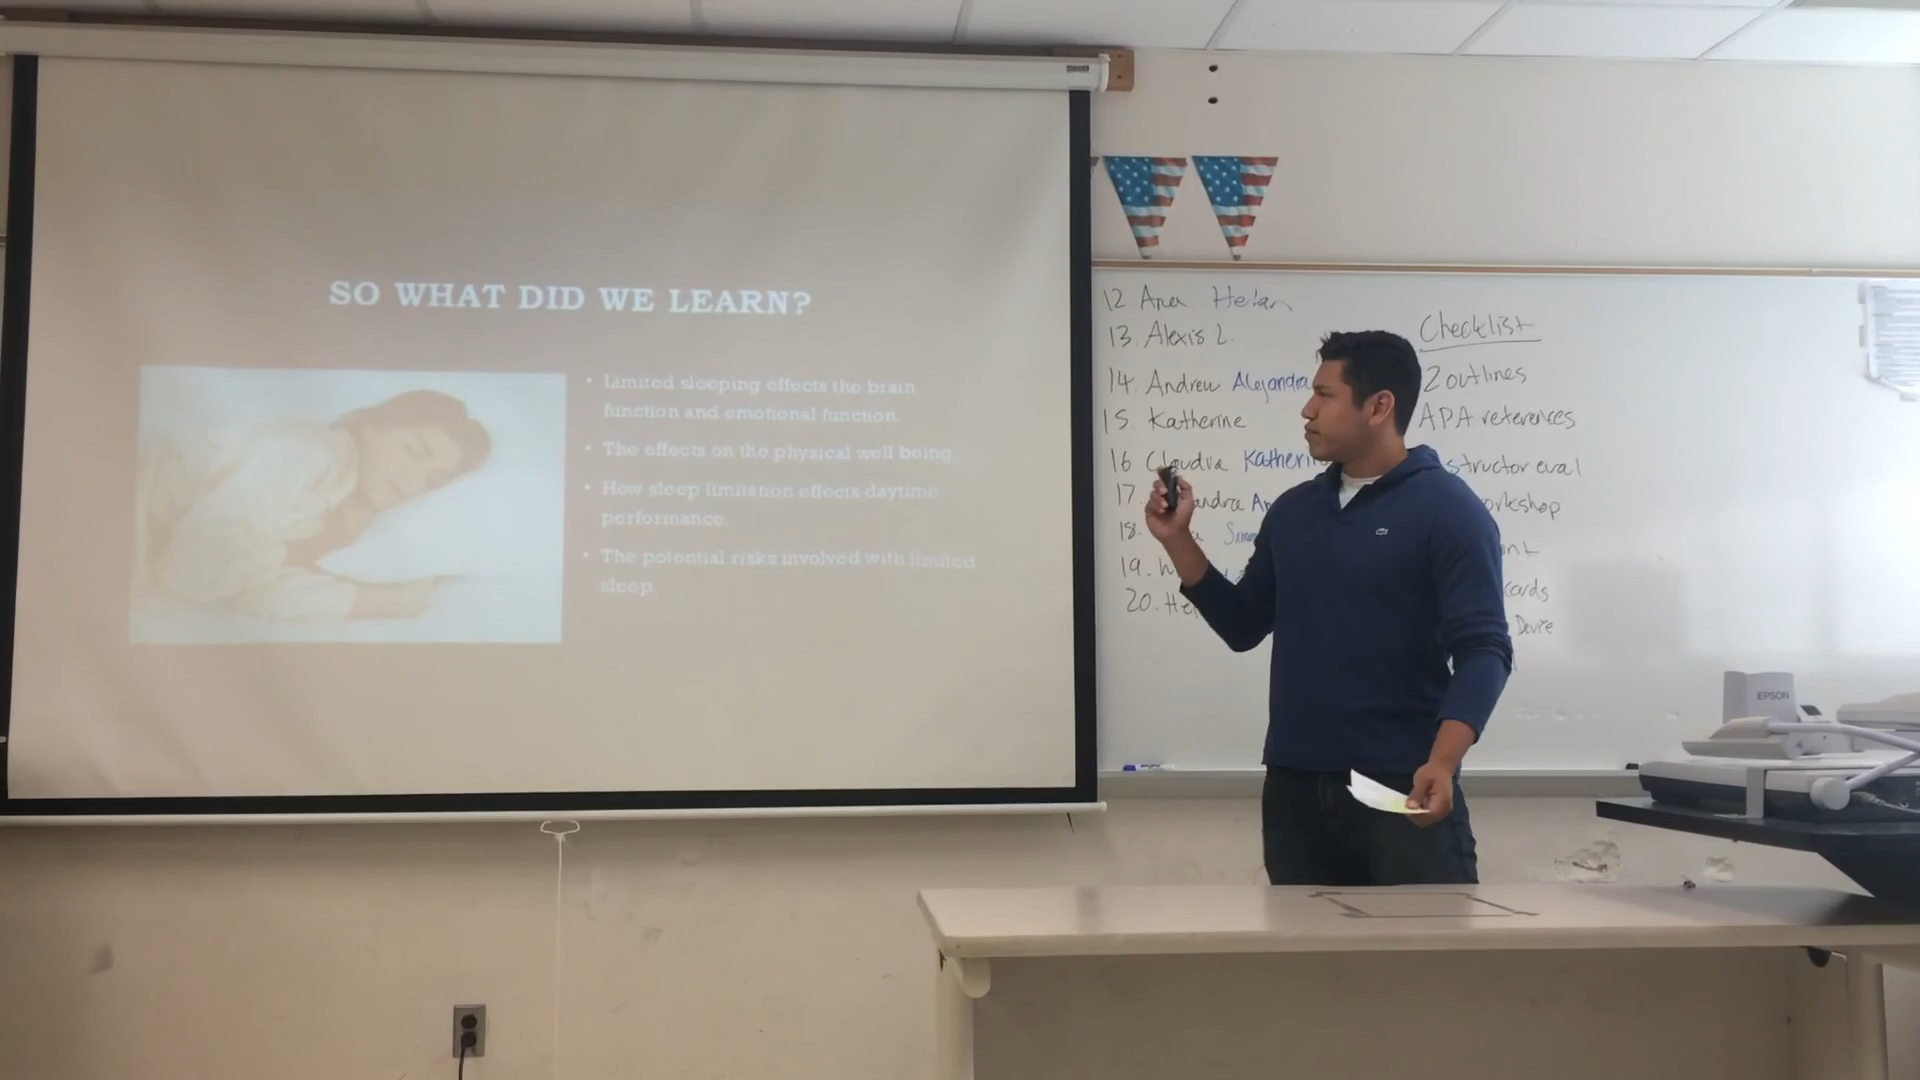 SO WHAT DID WE LEARN?
• Limited sleeping effects the brain
function and emotional function.
• The effects on the physical well being.
• How sleep limitation effects daytime
performance.
• The potential risks involved with limited
sleep.
12. Ana Helan
13. Alexis L.
14. Andrew Alejandra
15. Katherine
16 Claudia Katherin
17.
18.
19.
20. He
Checklist
2 outlines
APA references
structor eval
orkshop
cards
EPSON